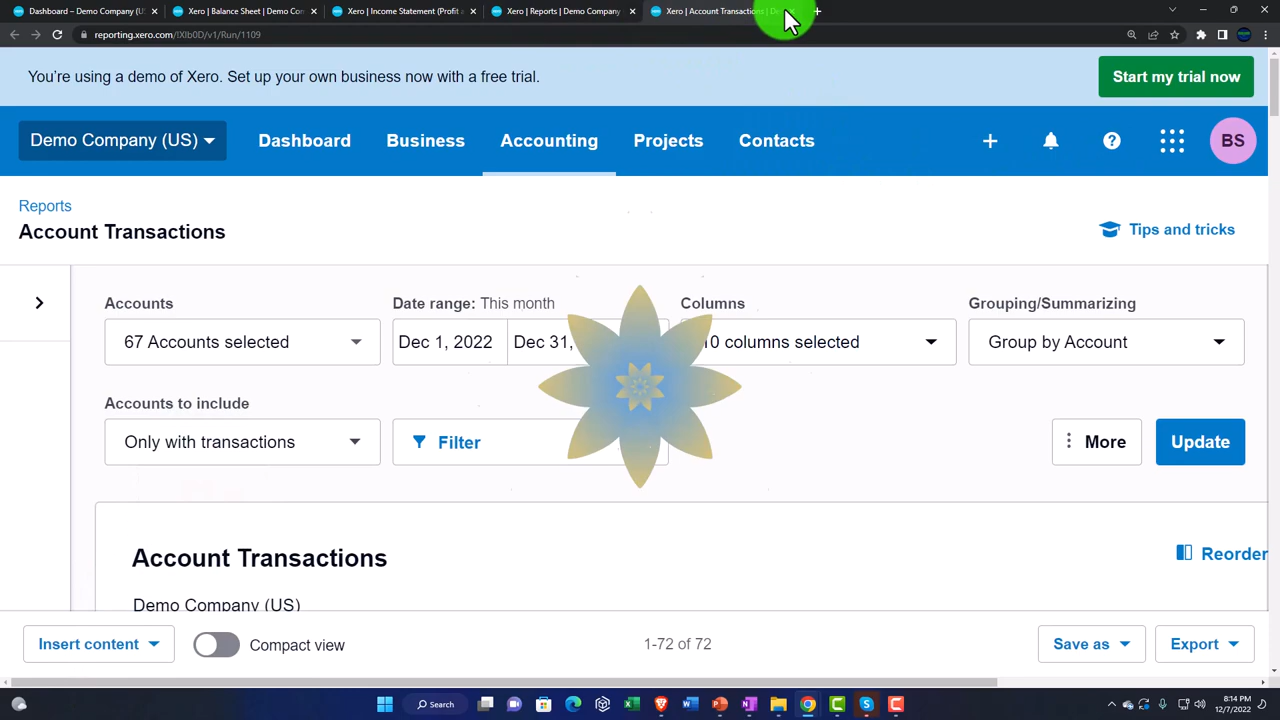 Dashboard – Demo Company (U
Xero | Balance Sheet | Demo Con
Xero | Income Statement (Profit a
Xero | Reports | Demo Company
Xero | Account Transactions |
reporting.xero.com/!XIb0D/v1/Run/1109
You're using a demo of Xero. Set up your own business now with a free trial.
Start my trial now
Demo Company (US)
Dashboard
Business
Accounting
Projects
Contacts
BS
Reports
Account Transactions
Tips and tricks
Accounts
Date range: This month
Columns
Grouping/Summarizing
67 Accounts selected
Dec 1, 2022
Dec 31,
10 columns selected
Group by Account
Accounts to include
Only with transactions
Filter
More
Update
Account Transactions
Reorder
Demo Company (US)
Insert content
Compact view
1-72 of 72
Save as
Export
Search
8:14 PM
12/7/2022